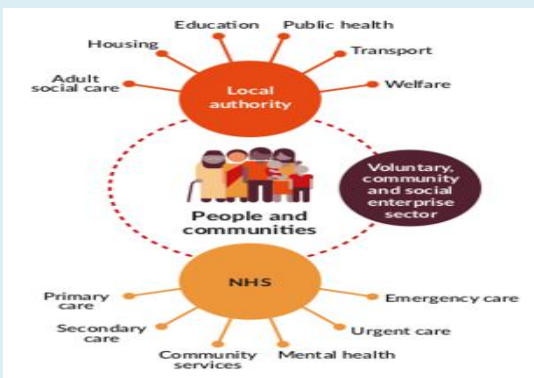 Education
Public health
Housing
Transport
Adult
social care
Welfare
Local
authority
Voluntary,
community
and social
enterprise
sector
People and
communities
NHS
Primary
care
Emergency care
Secondary
care
Urgent care
Community
services
Mental health